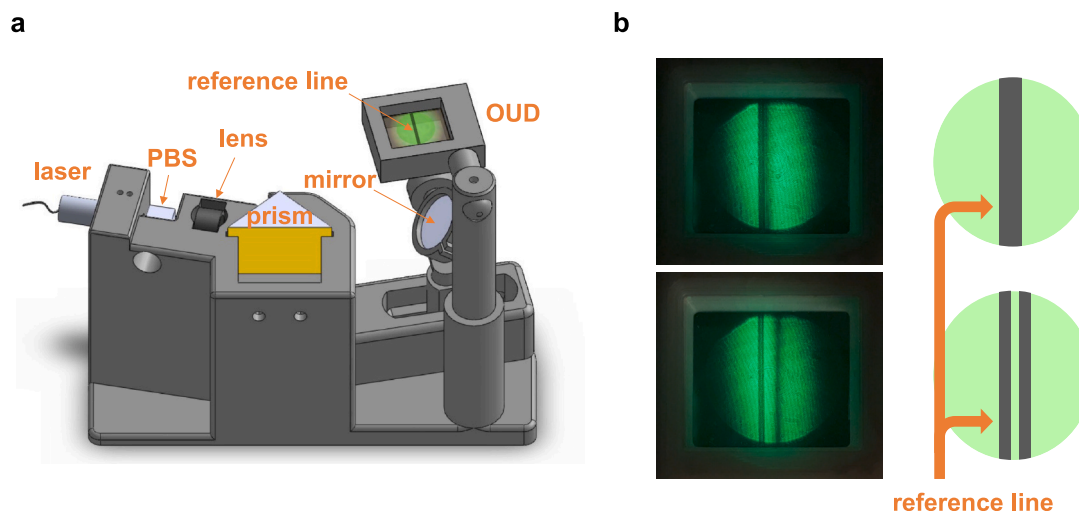 a
b
reference line
OUD
lens
PBS
laser
mirror
prism
reference line